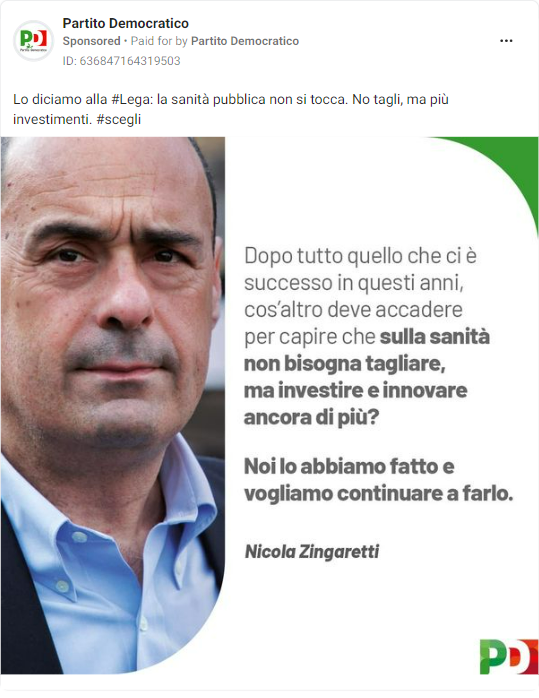 Partito Democratico
Sponsored • Paid for by Partito Democratico
ID: 636847164319503
Lo diciamo alla #Lega: la sanità pubblica non si tocca. No tagli, ma più
investimenti. #scegli
Dopo tutto quello che ci è
successo in questi anni,
cos’altro deve accadere
per capire che sulla sanità
non bisogna tagliare,
ma investire e innovare
ancora di più?
Noi lo abbiamo fatto e
vogliamo continuare a farlo.
Nicola Zingaretti
PD